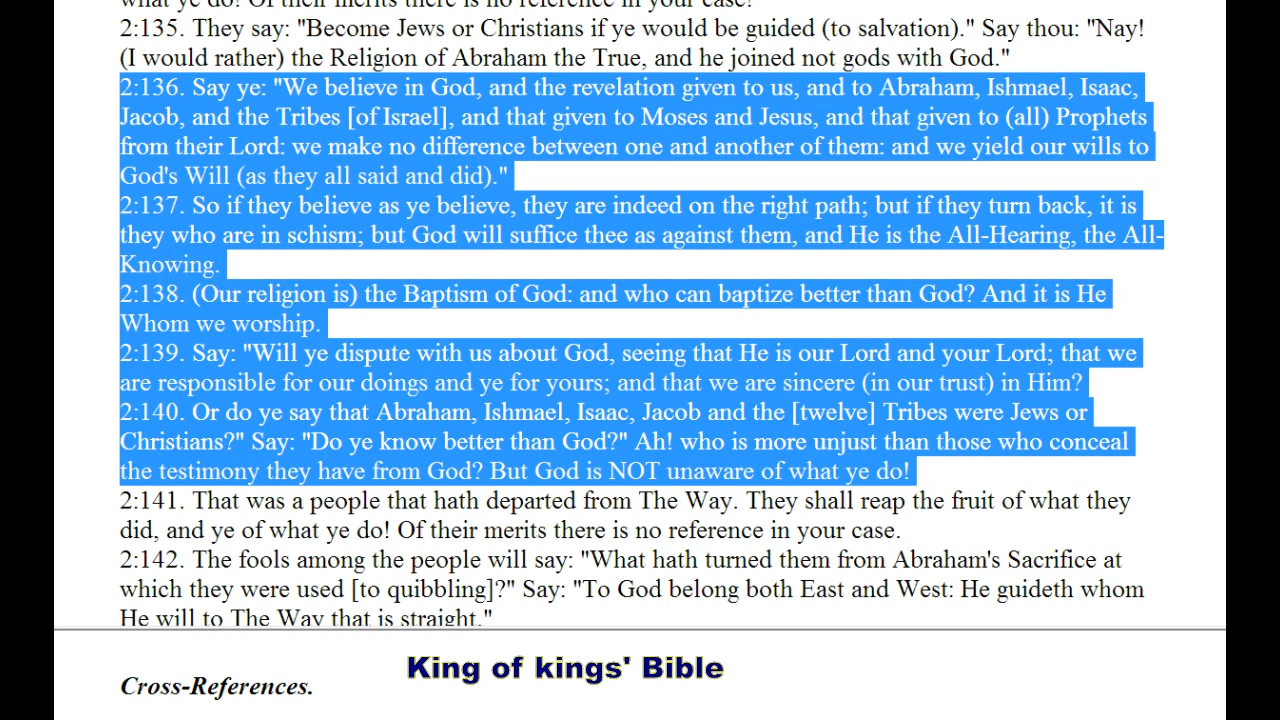 what ye do! Of their merits there is no reference in your case!
2:135. They say: "Become Jews or Christians if ye would be guided (to salvation)." Say thou: "Nay!
(I would rather) the Religion of Abraham the True, and he joined not gods with God."
2:136. Say ye: "We believe in God, and the revelation given to us, and to Abraham, Ishmael, Isaac,
Jacob, and the Tribes [of Israel], and that given to Moses and Jesus, and that given to (all) Prophets
from their Lord: we make no difference between one and another of them: and we yield our wills to
God's Will (as they all said and did)."
2:137. So if they believe as ye believe, they are indeed on the right path; but if they turn back, it is
they who are in schism; but God will suffice thee as against them, and He is the All-Hearing, the All-
Knowing.
2:138. (Our religion is) the Baptism of God: and who can baptize better than God? And it is He
Whom we worship.
2:139. Say: "Will ye dispute with us about God, seeing that He is our Lord and your Lord; that we
are responsible for our doings and ye for yours; and that we are sincere (in our trust) in Him?
2:140. Or do ye say that Abraham, Ishmael, Isaac, Jacob and the [twelve] Tribes were Jews or
Christians?" Say: "Do ye know better than God?" Ah! who is more unjust than those who conceal
the testimony they have from God? But God is NOT unaware of what ye do!
2:141. That was a people that hath departed from The Way. They shall reap the fruit of what they
did, and ye of what ye do! Of their merits there is no reference in your case.
2:142. The fools among the people will say: "What hath turned them from Abraham's Sacrifice at
which they were used [to quibbling]?" Say: "To God belong both East and West: He guideth whom
He will to The Way that is straight."
King of kings' Bible
Cross-References.